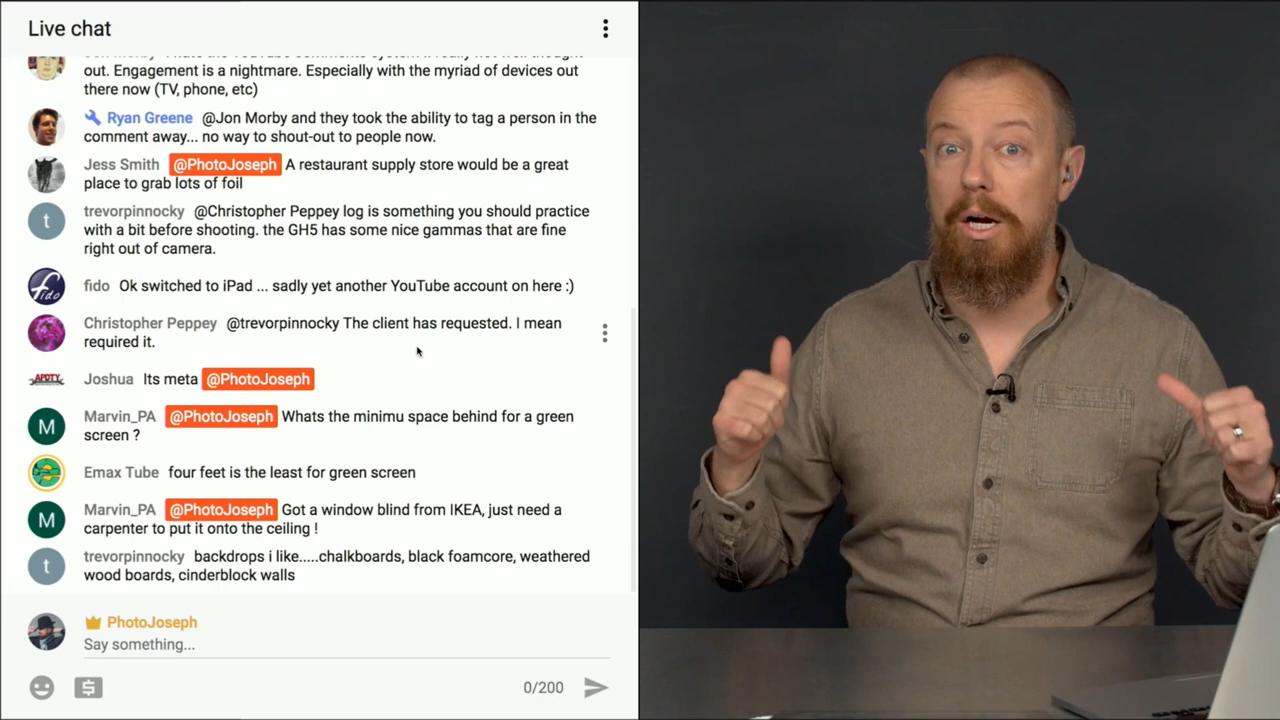 Live chat
out. Engagement is a nightmare. Especially with the myriad of devices out
there now (TV, phone, etc)
Ryan Greene @Jon Morby and they took the ability to tag a person in the
comment away... no way to shout-out to people now.
Jess Smith @PhotoJoseph A restaurant supply store would be a great
place to grab lots of foil
t
trevorpinnocky @Christopher Peppey log is something you should practice
with a bit before shooting. the GH5 has some nice gammas that are fine
right out of camera.
fido
fido Ok switched to iPad ... sadly yet another YouTube account on here :)
Christopher Peppey @trevorpinnocky The client has requested. I mean
required it.
APOTY
Joshua Its meta @PhotoJoseph
M
Marvin_PA @PhotoJoseph Whats the minimu space behind for a green
screen ?
Emax Tube four feet is the least for green screen
M
Marvin_PA @PhotoJoseph Got a window blind from IKEA, just need a
carpenter to put it onto the ceiling !
t
trevorpinnocky backdrops i like.....chalkboards, black foamcore, weathered
wood boards, cinderblock walls
PhotoJoseph
Say something...
$
0/200